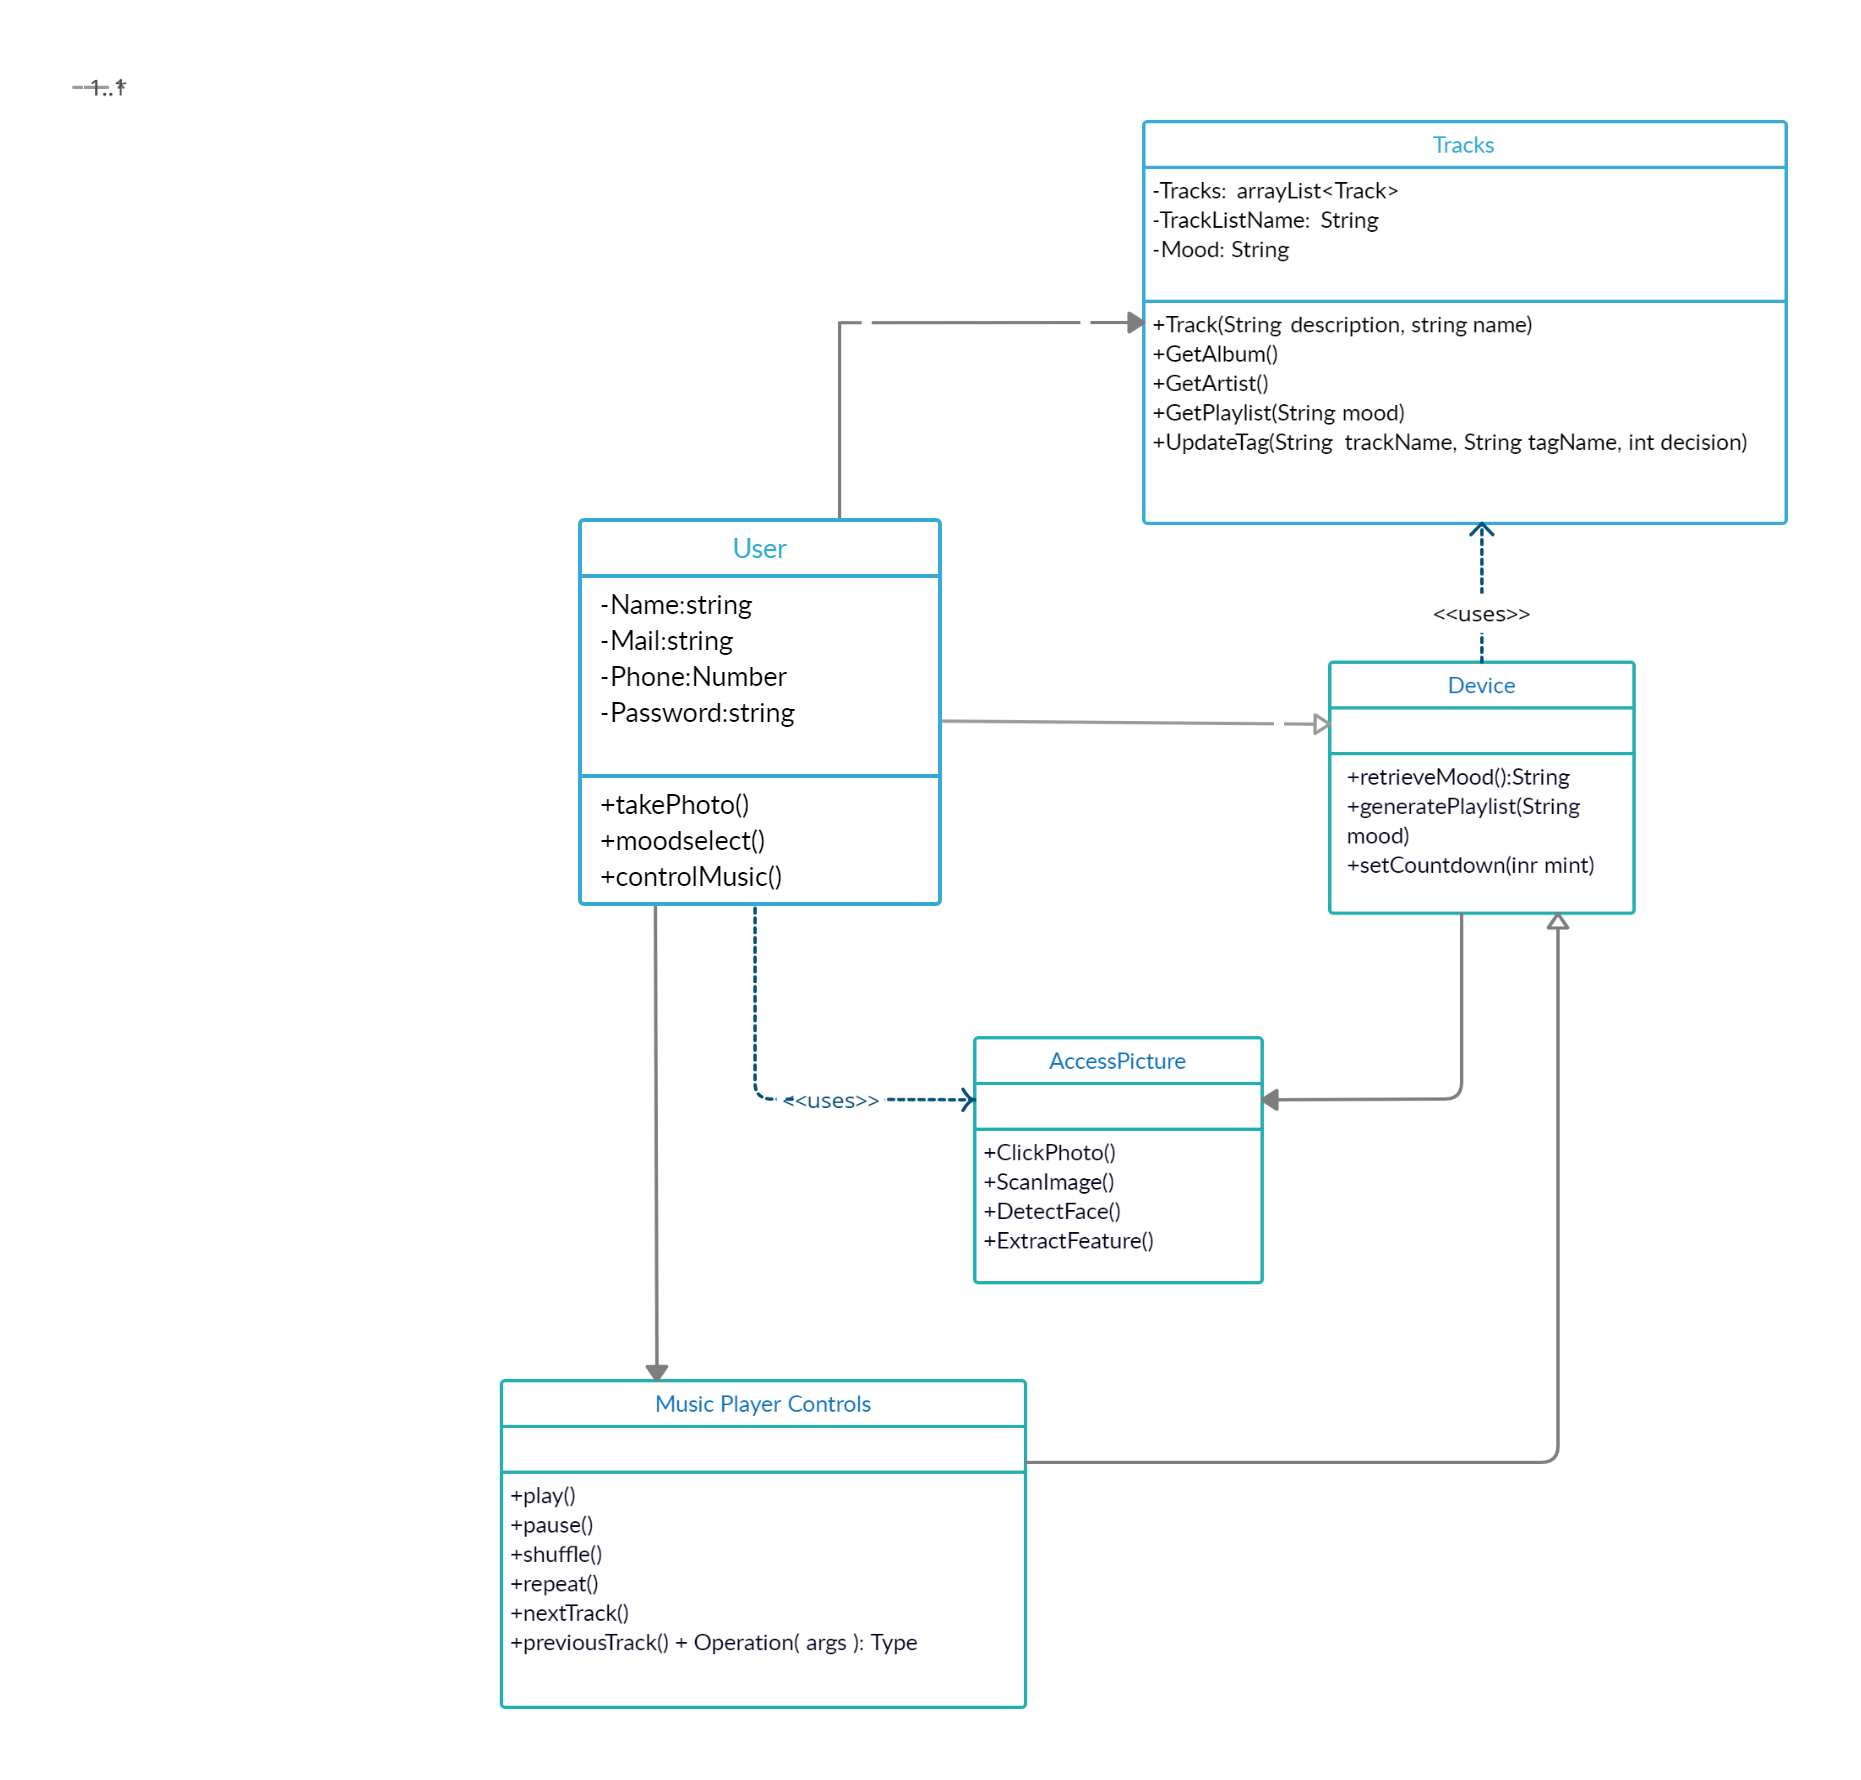 1..*
Tracks
-Tracks: arrayList<Track>
-TrackListName: String
-Mood: String
+Track(String description, string name)
+GetAlbum()
+GetArtist()
+GetPlaylist(String mood)
+UpdateTag(String trackName, String tagName, int decision)
User
-Name:string
-Mail:string
-Phone:Number
-Password:string
+takePhoto()
+moodselect()
+controlMusic()
<<uses>>
Device
+retrieveMood():String
+generatePlaylist(String
mood)
+setCountdown(inr mint)
<<uses>>
AccessPicture
+ClickPhoto()
+ScanImage()
+DetectFace()
+ExtractFeature()
Music Player Controls
+play()
+pause()
+shuffle()
+repeat()
+nextTrack()
+previousTrack() + Operation( args ): Type